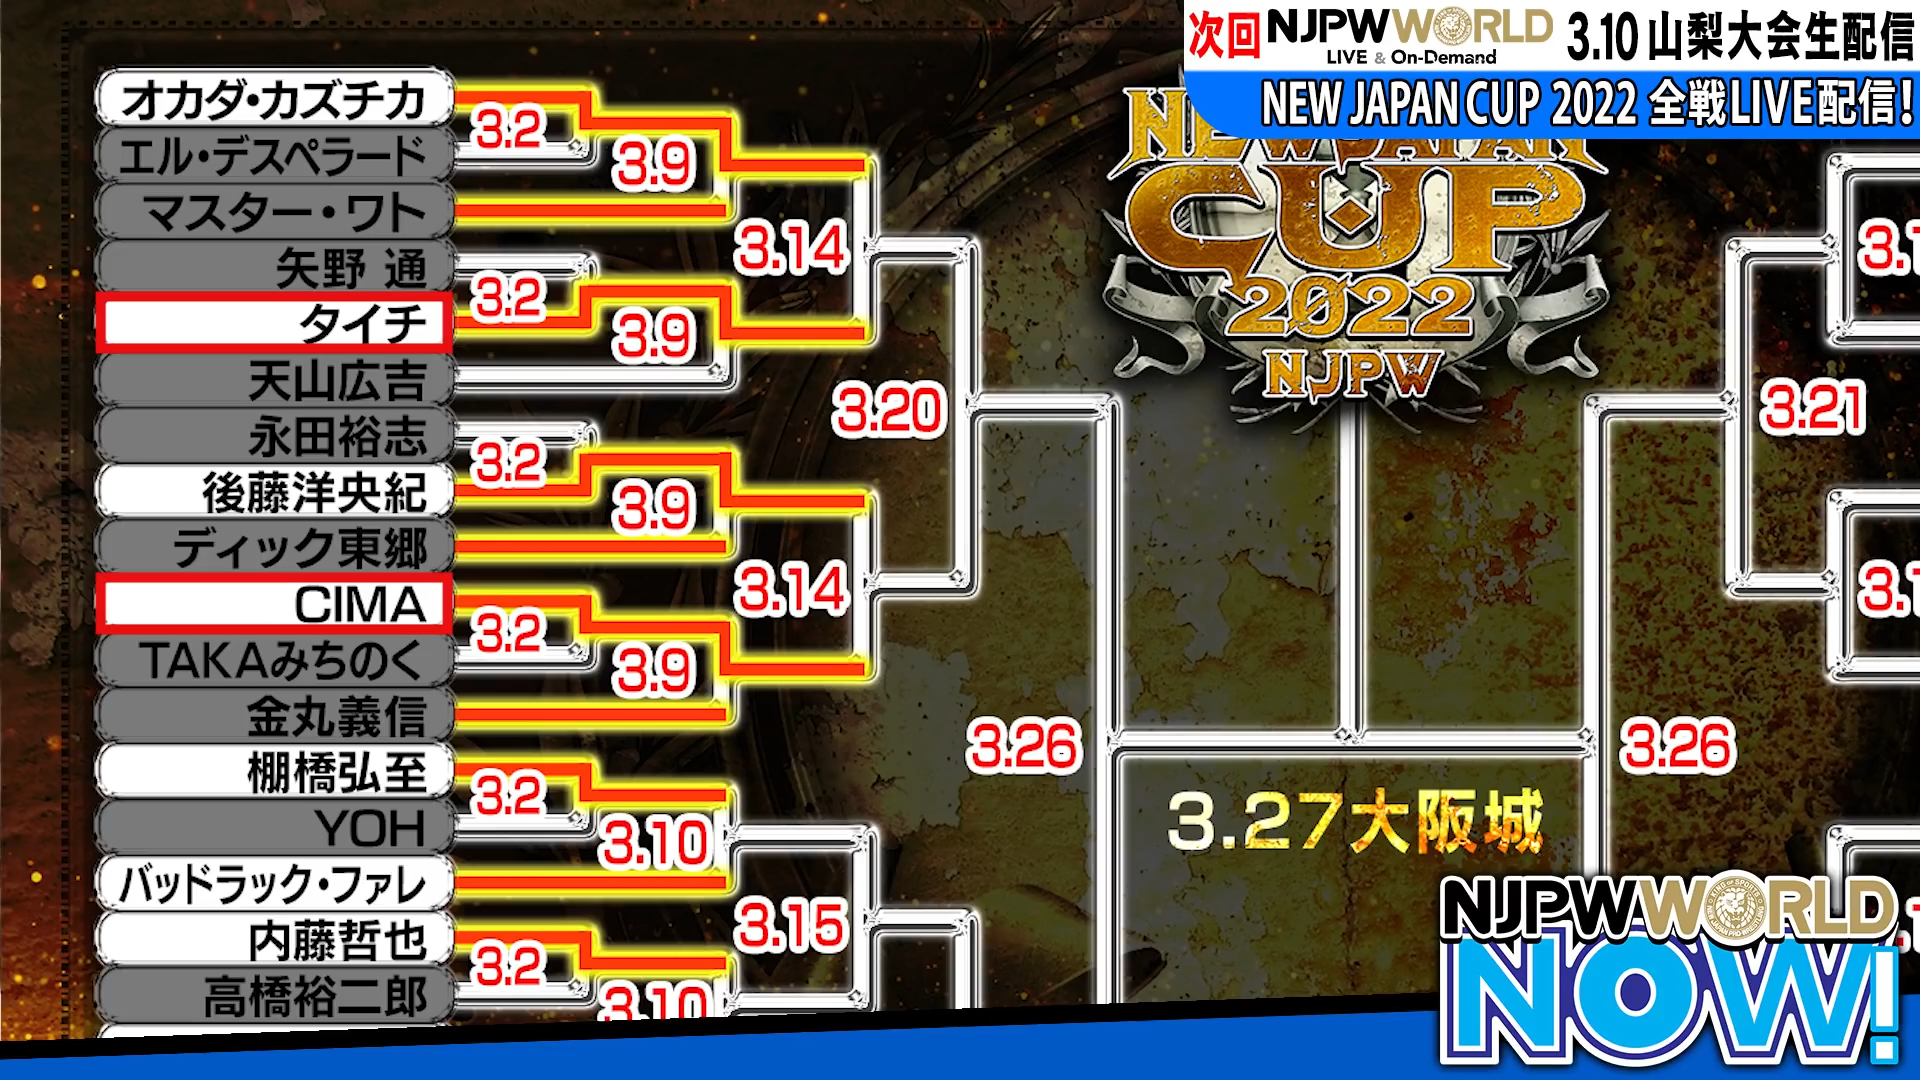 次回 NJPW WORLD 3.10 山梨大会生配信
LIVE & On-Demand
NEW JAPAN CUP 2022 全戦LIVE配信!
オカダ・カズチカ
エル・デスペラード
マスター・ワト
矢野 通
タイチ
天山広吉
永田裕志
後藤洋央紀
ディック東郷
CIMA
TAKAみちのく
金丸義信
棚橋弘至
YOH
バッドラック・ファレ
内藤哲也
高橋裕二郎
3.2
3.9
3.14
3.2
3.9
3.20
3.2
3.9
3.14
3.2
3.9
3.26
3.2
3.10
3.15
3.2
3.10
NEW JAPAN
CUP
2022
NJPW
3.21
3.26
3.27大阪城
NJPW WORLD
NOW!